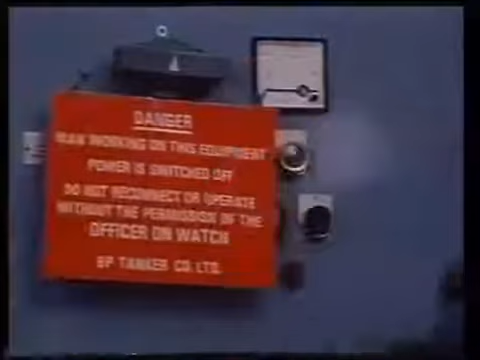 DANGER
MAN WORKING ON THIS EQUIPMENT
POWER IS SWITCHED OFF
DO NOT RECONNECT OR OPERATE
WITHOUT THE PERMISSION OF THE
OFFICER ON WATCH
BP TANKER CO. LTD.